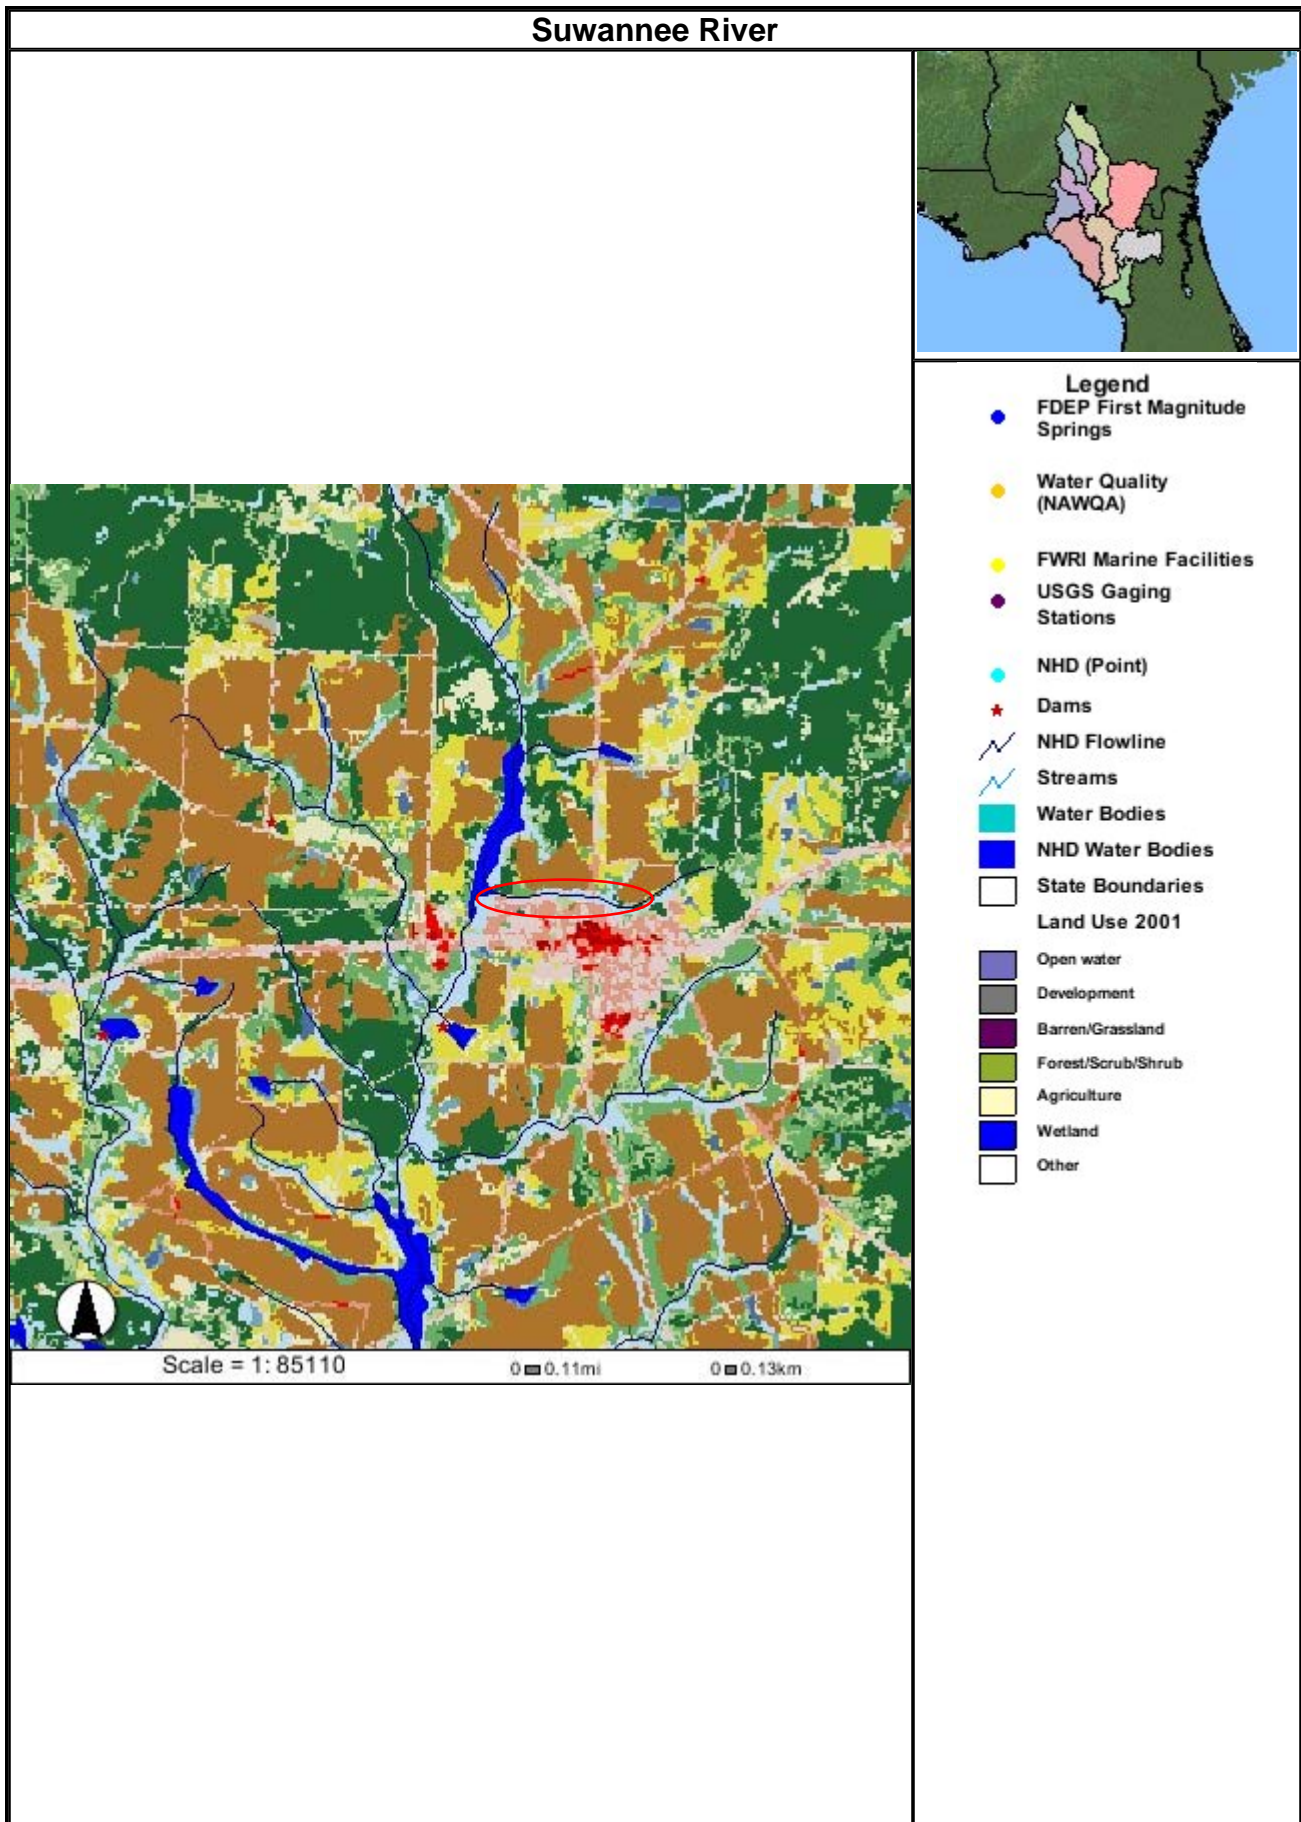 Suwannee River
Legend
FDEP First Magnitude
Springs
Water Quality
(NAWQA)
FWRI Marine Facilities
USGS Gaging
Stations
NHD (Point)
Dams
NHD Flowline
Streams
Water Bodies
NHD Water Bodies
State Boundaries
Land Use 2001
Open water
Development
Barren/Grassland
Forest/Scrub/Shrub
Agriculture
Wetland
Other
Scale = 1: 85110 0 0.11mi 0 0.13km